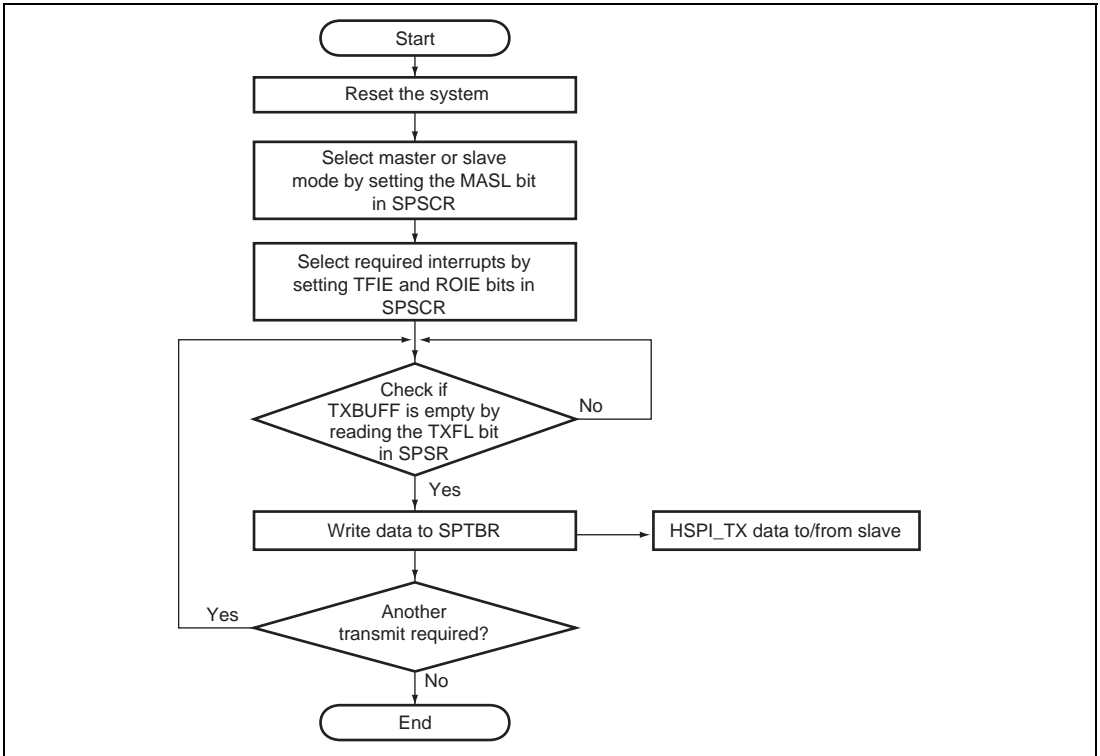 Start
Reset the system
Select master or slave
mode by setting the MASL bit
in SPSCR
Select required interrupts by
setting TFIE and ROIE bits in
SPSCR
Check if
TXBUFF is empty by
reading the TXFL bit
in SPSR
No
Yes
Write data to SPTBR
HSPI_TX data to/from slave
Yes
Another
transmit required?
No
End